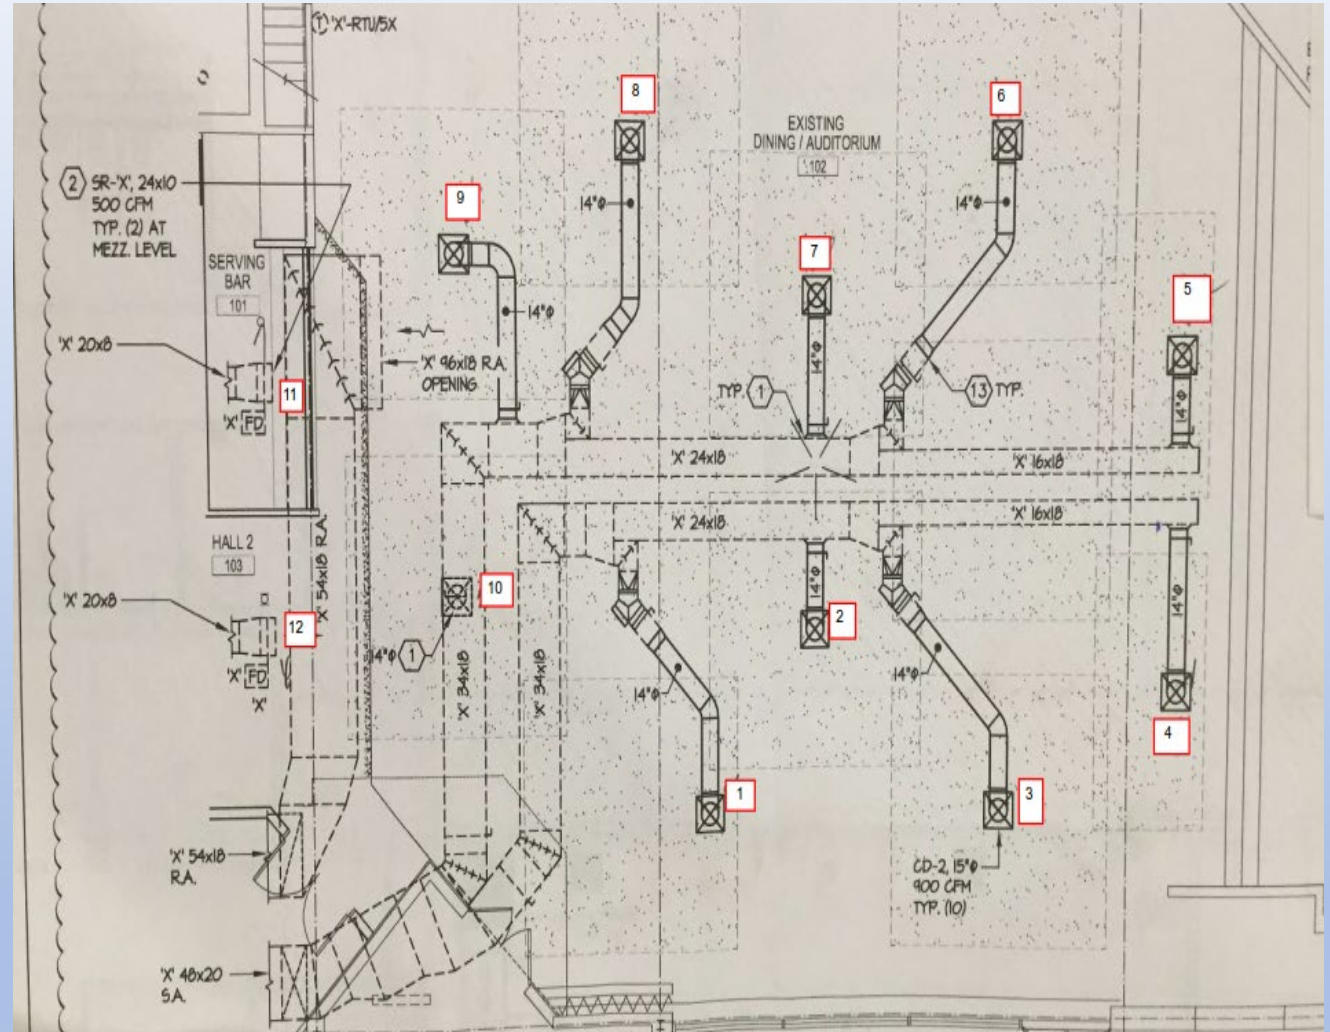 'X'-RTU/5X
8
6
EXISTING
DINING / AUDITORIUM
102
2
SR-'X', 24x10
500 CFM
TYP. (2) AT
MEZZ. LEVEL
9
14"ϕ
14"ϕ
7
SERVING
BAR
101
5
14"ϕ
'X' 20x8
'X' 96x18 R.A.
OPENING
14"ϕ
TYP.
1
13
TYP.
14"ϕ
11
'X'
FD
'X' 24x18
'X' 16x18
'X' 24x18
'X' 16x18
HALL 2
103
'X' 54x18 R.A.
10
14"ϕ
14"ϕ
'X' 20x8
12
2
14"ϕ
1
'X' 34x18
'X' 34x18
14"ϕ
14"ϕ
'X'
FD
'X'
4
1
3
'X' 54x18
R.A.
CD-2, 15"ϕ
900 CFM
TYP. (10)
'X' 48x20
S.A.